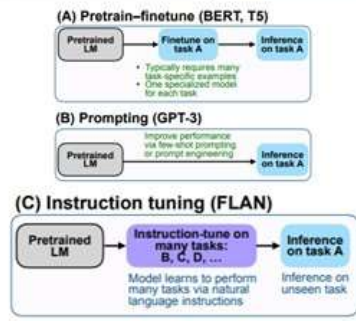 (A) Pretrain–finetune (BERT, T5)
Pretrained LM
Finetune on task A
Inference on task A
• Typically requires many task-specific examples
• One specialized model for each task
(B) Prompting (GPT-3)
Pretrained LM
Improve performance via few-shot prompting or prompt engineering
Inference on task A
(C) Instruction tuning (FLAN)
Pretrained LM
Instruction-tune on many tasks: B, C, D, …
Inference on task A
Model learns to perform many tasks via natural language instructions
Inference on unseen task